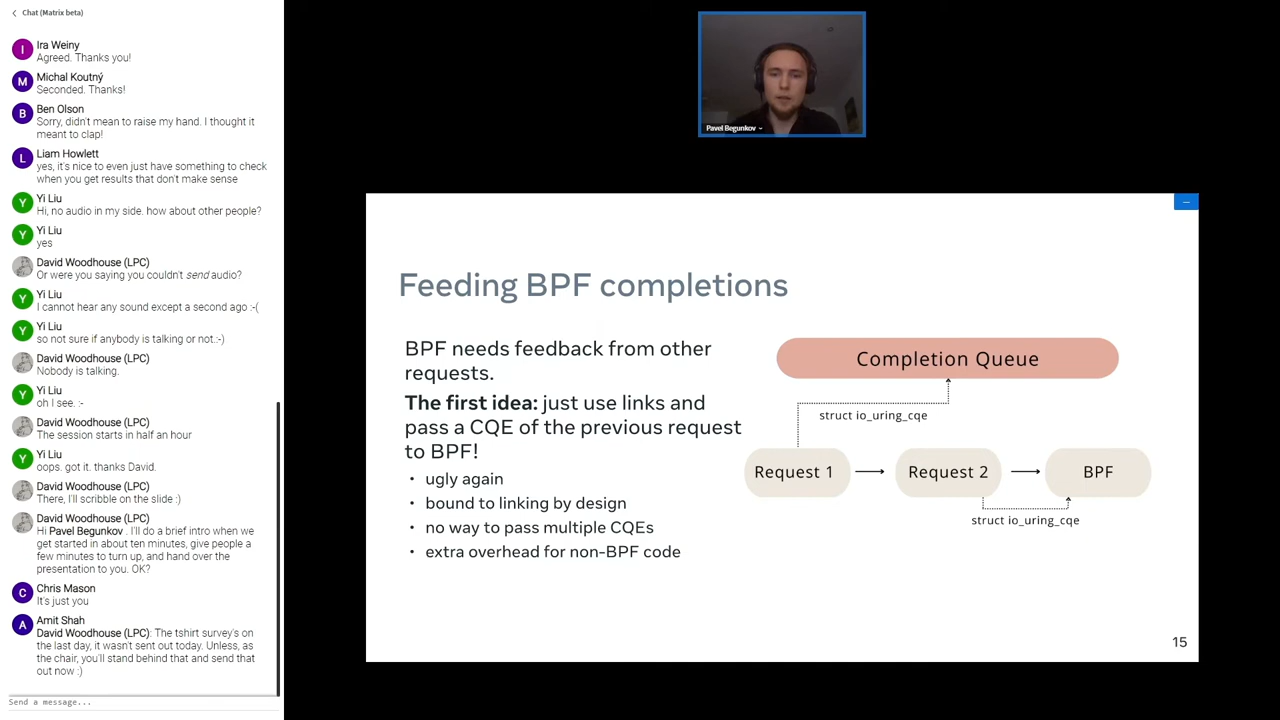 Chat (Matrix beta)
I
Ira Weiny
Agreed. Thanks you!
M
Michal Koutný
Seconded. Thanks!
B
Ben Olson
Sorry, didn't mean to raise my hand. I thought it
meant to clap!
L
Liam Howlett
yes, it's nice to even just have something to check
when you get results that don't make sense
Y
Yi Liu
Hi, no audio in my side. how about other people?
Y
Yi Liu
yes
David Woodhouse (LPC)
Or were you saying you couldn't send audio?
Y
Yi Liu
I cannot hear any sound except a second ago :-(
Y
Yi Liu
so not sure if anybody is talking or not.:-)
David Woodhouse (LPC)
Nobody is talking.
Y
Yi Liu
oh I see. :-
David Woodhouse (LPC)
The session starts in half an hour
Y
Yi Liu
oops. got it. thanks David.
David Woodhouse (LPC)
There, I'll scribble on the slide :)
David Woodhouse (LPC)
Hi Pavel Begunkov . I'll do a brief intro when we
get started in about ten minutes, give people a
few minutes to turn up, and hand over the
presentation to you. OK?
C
Chris Mason
It's just you
A
Amit Shah
David Woodhouse (LPC): The tshirt survey's on
the last day, it wasn't sent out today. Unless, as
the chair, you'll stand behind that and send that
out now :)
Send a message...
Pavel Begunkov
Feeding BPF completions
BPF needs feedback from other
requests.
The first idea: just use links and
pass a CQE of the previous request
to BPF!
• ugly again
• bound to linking by design
• no way to pass multiple CQEs
• extra overhead for non-BPF code
Completion Queue
struct io_uring_cqe
Request 1
Request 2
BPF
struct io_uring_cqe
15